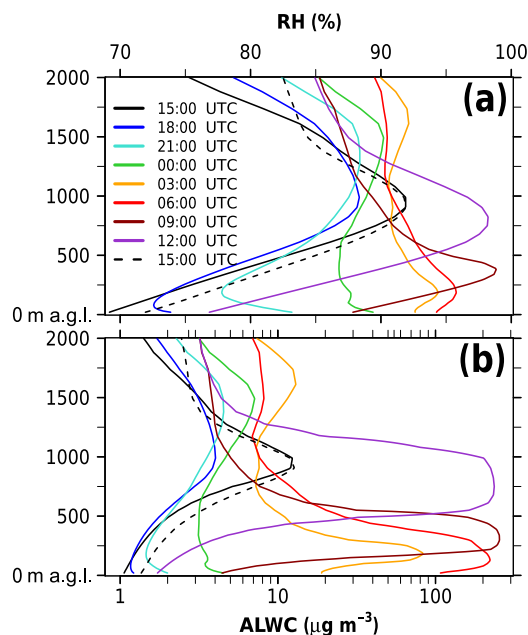 RH (%)
70 80 90 100
2000
(a)
15:00 UTC
18:00 UTC
1500
21:00 UTC
00:00 UTC
03:00 UTC
1000
06:00 UTC
09:00 UTC
12:00 UTC
500
15:00 UTC
0 m a.g.l.
2000
(b)
1500
1000
500
0 m a.g.l.
1 10 100
ALWC (μg m⁻³)